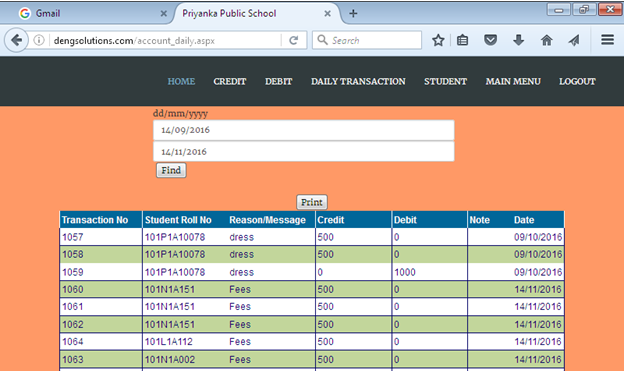 Gmail
Priyanka Public School
dengsolutions.com/account_daily.aspx
Search
HOME CREDIT DEBIT DAILY TRANSACTION STUDENT MAIN MENU LOGOUT
dd/mm/yyyy
14/09/2016
14/11/2016
Find
Print
Transaction No Student Roll No Reason/Message Credit Debit Note Date
1057 101P1A10078 dress 500 0 09/10/2016
1058 101P1A10078 dress 500 0 09/10/2016
1059 101P1A10078 dress 0 1000 09/10/2016
1060 101N1A151 Fees 500 0 14/11/2016
1061 101N1A151 Fees 500 0 14/11/2016
1062 101N1A151 Fees 500 0 14/11/2016
1064 101L1A112 Fees 500 0 14/11/2016
1063 101N1A002 Fees 500 0 14/11/2016